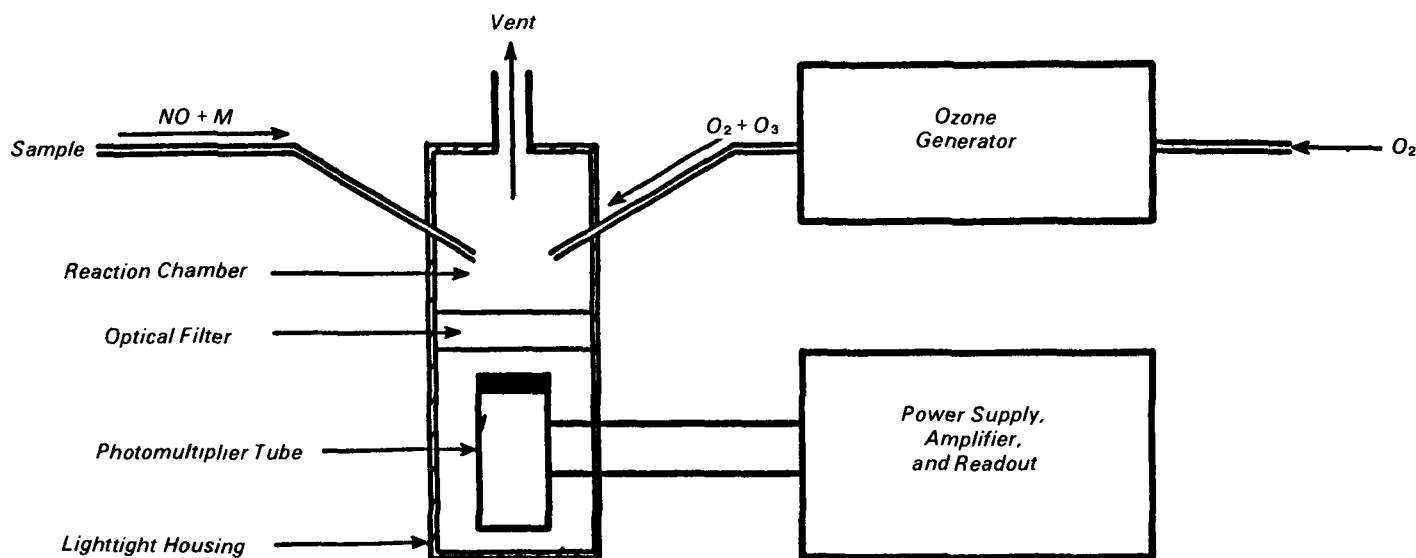 Vent
NO + M
Sample
O₂ + O₃
Ozone
Generator
O₂
Reaction Chamber
Optical Filter
Power Supply,
Amplifier,
and Readout
Photomultiplier Tube
Lighttight Housing